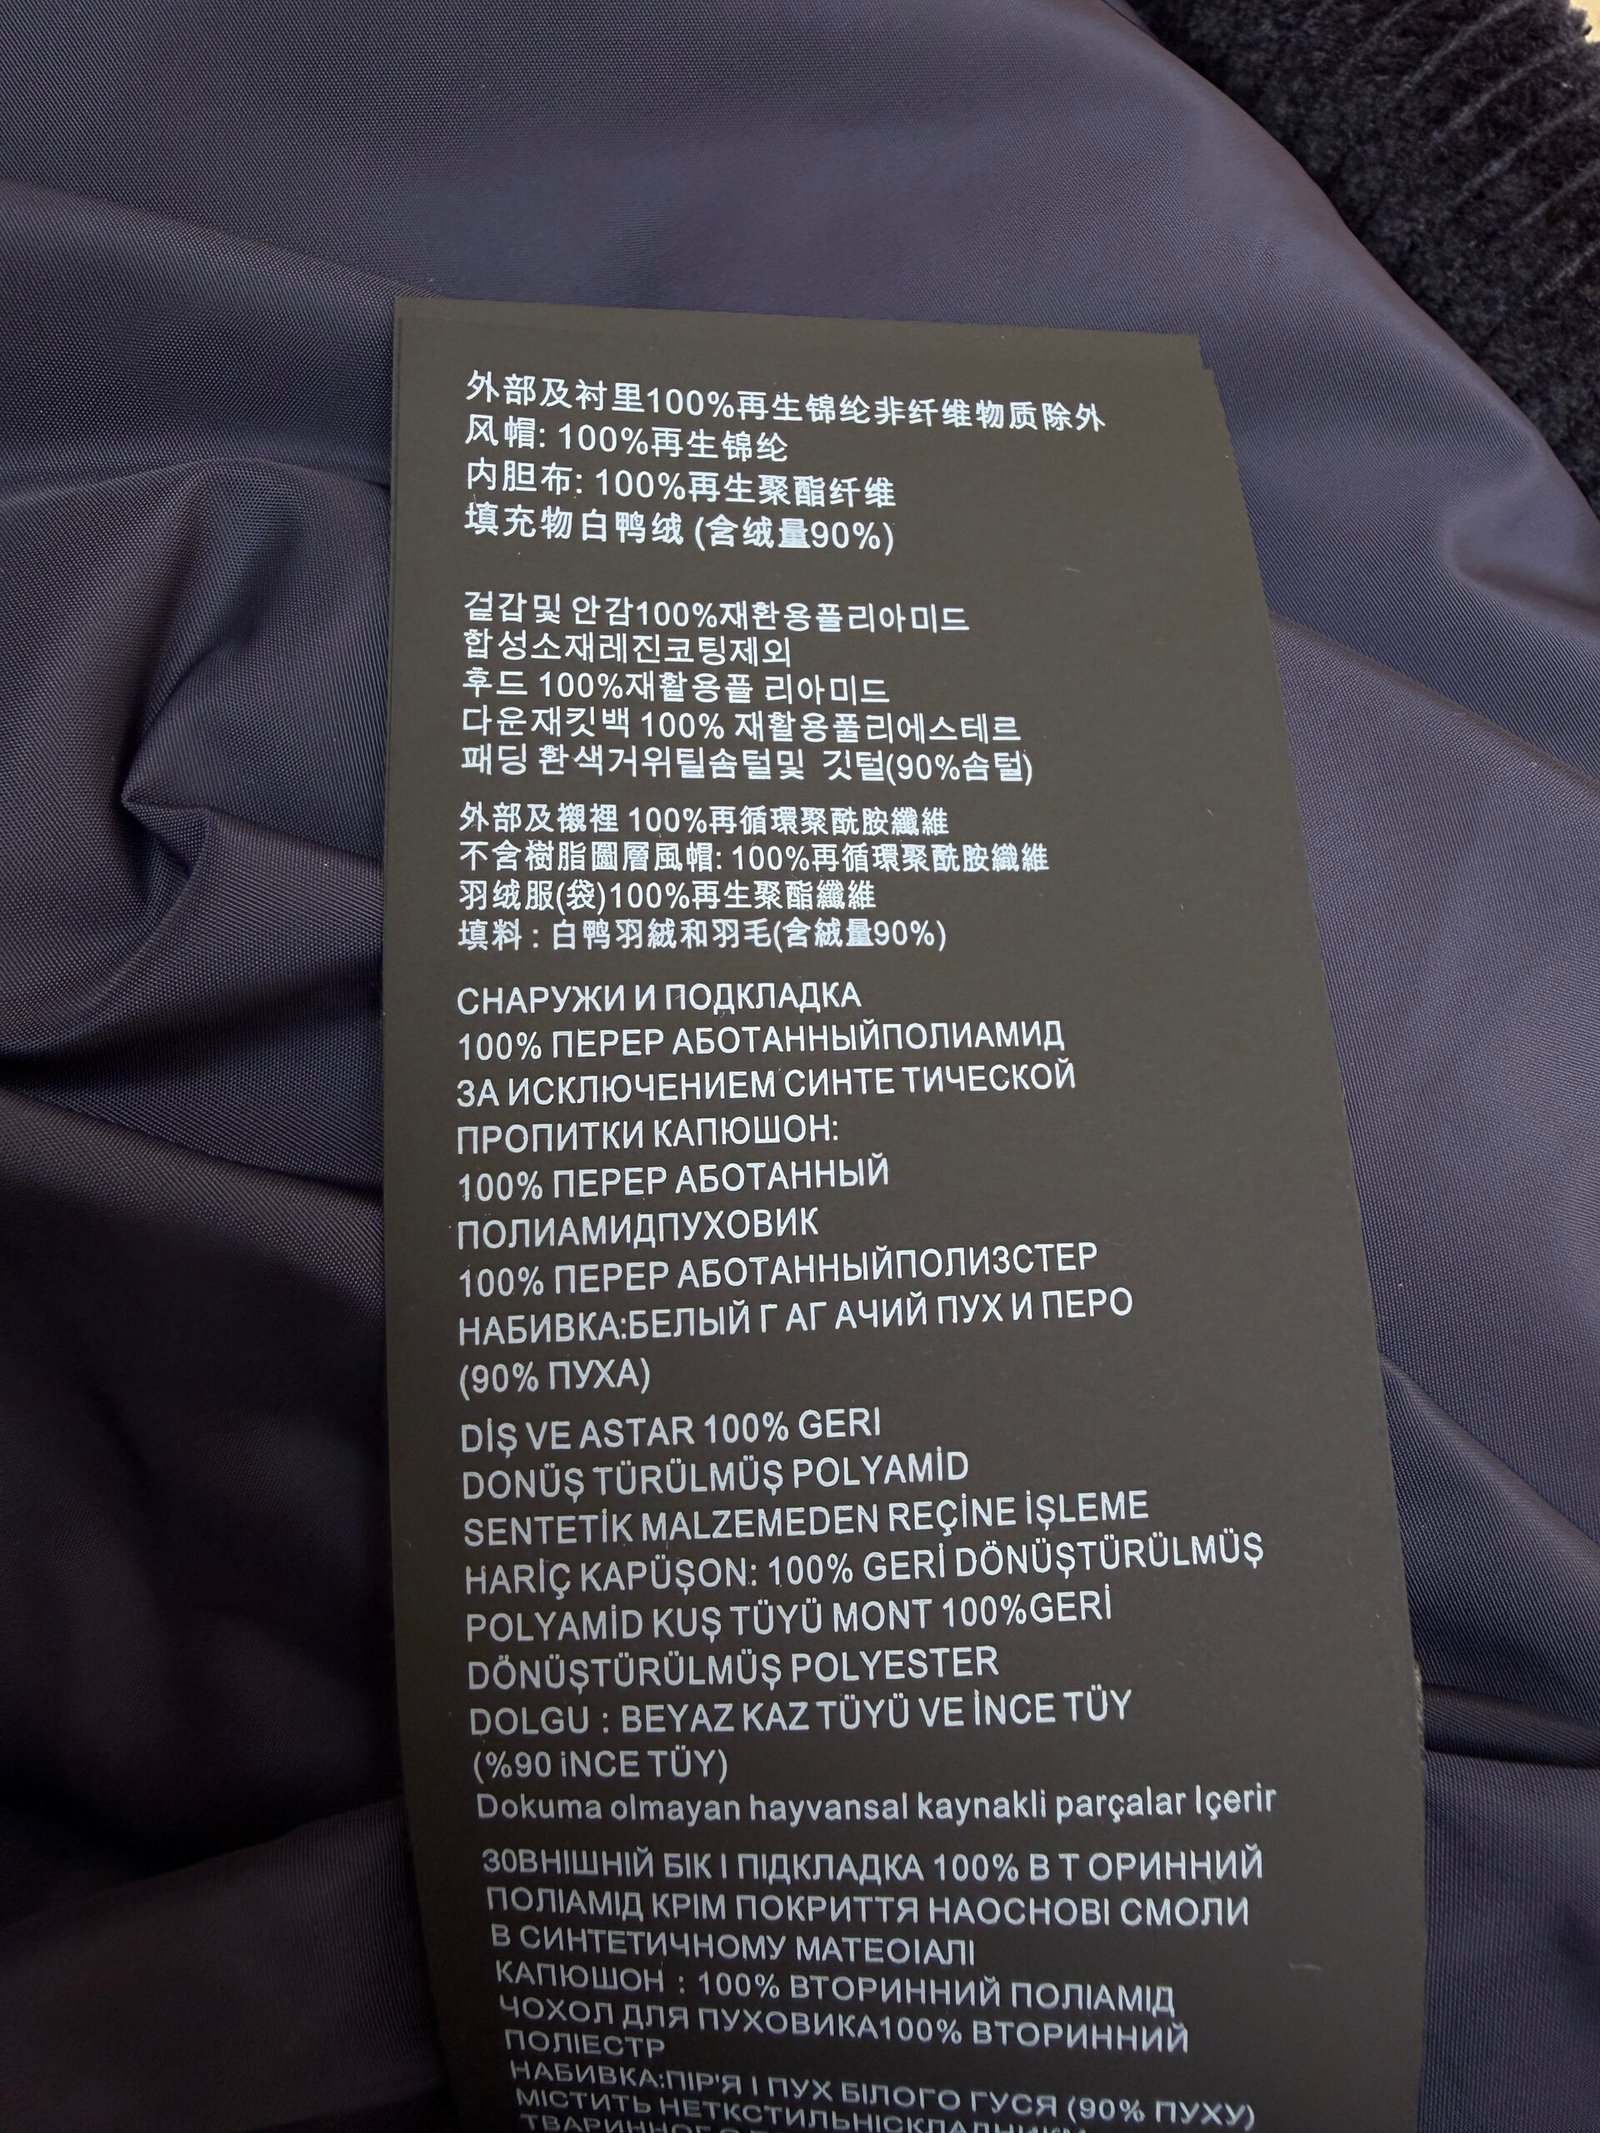 外部及衬里100%再生锦纶非纤维物质除外
风帽: 100%再生锦纶
内胆布: 100%再生聚酯纤维
填充物白鸭绒 (含绒量90%)
걸갑및 안감100%재환용플리아미드
합성소재레진코팅제외
후드 100%재활용플 리아미드
다운재킷백 100% 재활용풀리에스테르
패딩 환색거위틸솜털및 깃털(90%솜털)
外部及襯裡 100%再循環聚酰胺纖維
不含樹脂圖層風帽: 100%再循環聚酰胺纖維
羽绒服(袋)100%再生聚酯纖維
填料 : 白鸭羽絨和羽毛(含絨量90%)
СНАРУЖИ И ПОДКЛАДКА
100% ПЕРЕР АБОТАННЫЙПОЛИАМИД
ЗА ИСКЛЮЧЕНИЕМ СИНТЕ ТИЧЕСКОЙ
ПРОПИТКИ КАПЮШОН:
100% ПЕРЕР АБОТАННЫЙ
ПОЛИАМИДПУХОВИК
100% ПЕРЕР АБОТАННЫЙПОЛИЗСТЕР
НАБИВКА:БЕЛЫЙ Г АГ АЧИЙ ПУХ И ПЕРО
(90% ПУХА)
DİŞ VE ASTAR 100% GERI
DONÜŞ TÜRÜLMÜŞ POLYAMİD
SENTETİK MALZEMEDEN REÇİNE İŞLEME
HARİÇ KAPÜŞON: 100% GERİ DÖNÜŞTÜRÜLMÜŞ
POLYAMİD KUŞ TÜYÜ MONT 100%GERİ
DÖNÜŞTÜRÜLMÜŞ POLYESTER
DOLGU : BEYAZ KAZ TÜYÜ VE İNCE TÜY
(%90 iNCE TÜY)
Dokuma olmayan hayvansal kaynakli parçalar Içerir
ЗОВНІШНІЙ БІК І ПІДКЛАДКА 100% В Т ОРИННИЙ
ПОЛІАМІД КРІМ ПОКРИТТЯ НАОСНОВІ СМОЛИ
В СИНТЕТИЧНОМУ МАТЕОІАЛІ
КАПЮШОН : 100% ВТОРИННИЙ ПОЛІАМІД
ЧОХОЛ ДЛЯ ПУХОВИКА100% ВТОРИННИЙ
ПОЛІЕСТР
НАБИВКА:ПІР'Я І ПУХ БІЛОГО ГУСЯ (90% ПУХУ)
МІСТИТЬ НЕТКСТИЛЬНІСКЛАДНИКИ